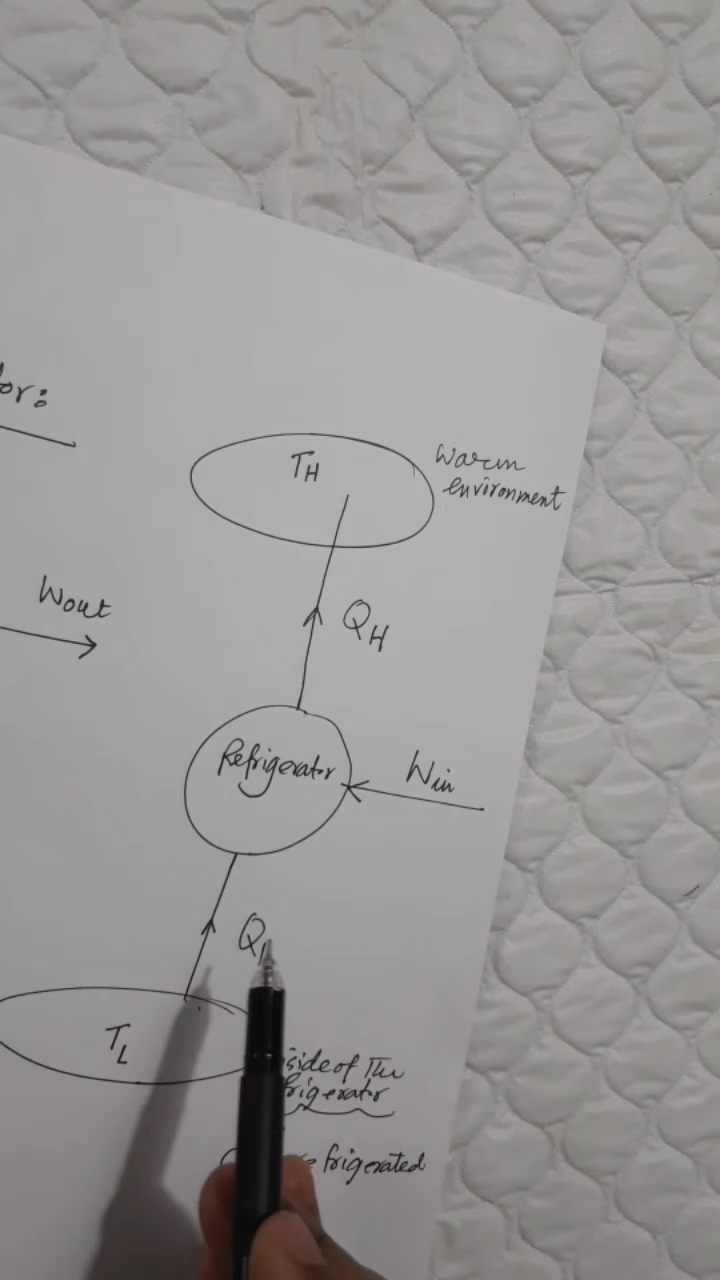 or:
TH
Warm
environment
Wout
QH
Refrigerator
Win
Q
TL
side of The
frigerator
frigerated